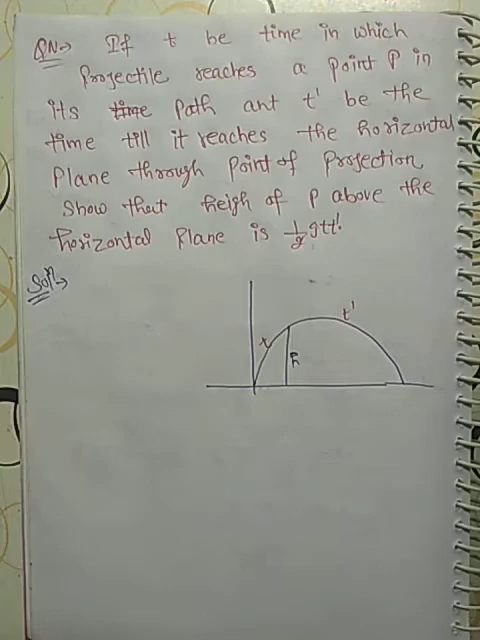 QN→ If t be time in which
Projectile reaches a point P in
its time Path ant t' be the
time till it reaches the horizontal
Plane through Point of Projection,
Show that heigh of P above the
horizontal Plane is 1/2 gtt'.
Sol^n→
t'
t
h